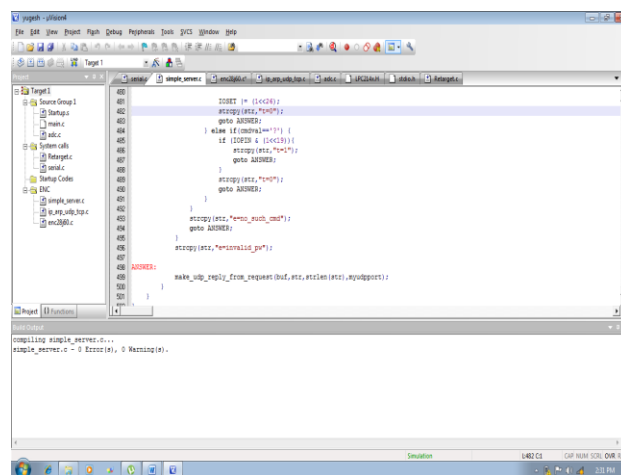 yugesh - µVision4
File Edit View Project Flash Debug Peripherals Tools SVCS Window Help
Target 1
Project
serial.c simple_server.c enc28j60.c* ip_arp_udp_tcp.c adc.c LPC214x.H stdio.h Retarget.c
Target 1
Source Group 1
Startup.s
main.c
adc.c
System calls
Retarget.c
serial.c
Startup Codes
ENC
simple_server.c
ip_arp_udp_tcp.c
enc28j60.c
480
481 IOSET |= (1<<24);
482 strcpy(str,"t=0");
483 goto ANSWER;
484 } else if(cmdval=='?') {
485 if (IOPIN & (1<<19)){
486 strcpy(str,"t=1");
487 goto ANSWER;
488 }
489 strcpy(str,"t=0");
490 goto ANSWER;
491 }
492 }
493 strcpy(str,"e=no_such_cmd");
494 goto ANSWER;
495 }
496 strcpy(str,"e=invalid_pw");
497
498 ANSWER:
499 make_udp_reply_from_request(buf,str,strlen(str),myudpport);
500 }
501 }
Project Functions
Build Output
compiling simple_server.c...
simple_server.c - 0 Error(s), 0 Warning(s).
Simulation L:482 C:1 CAP NUM SCRL OVR R
2:31 PM